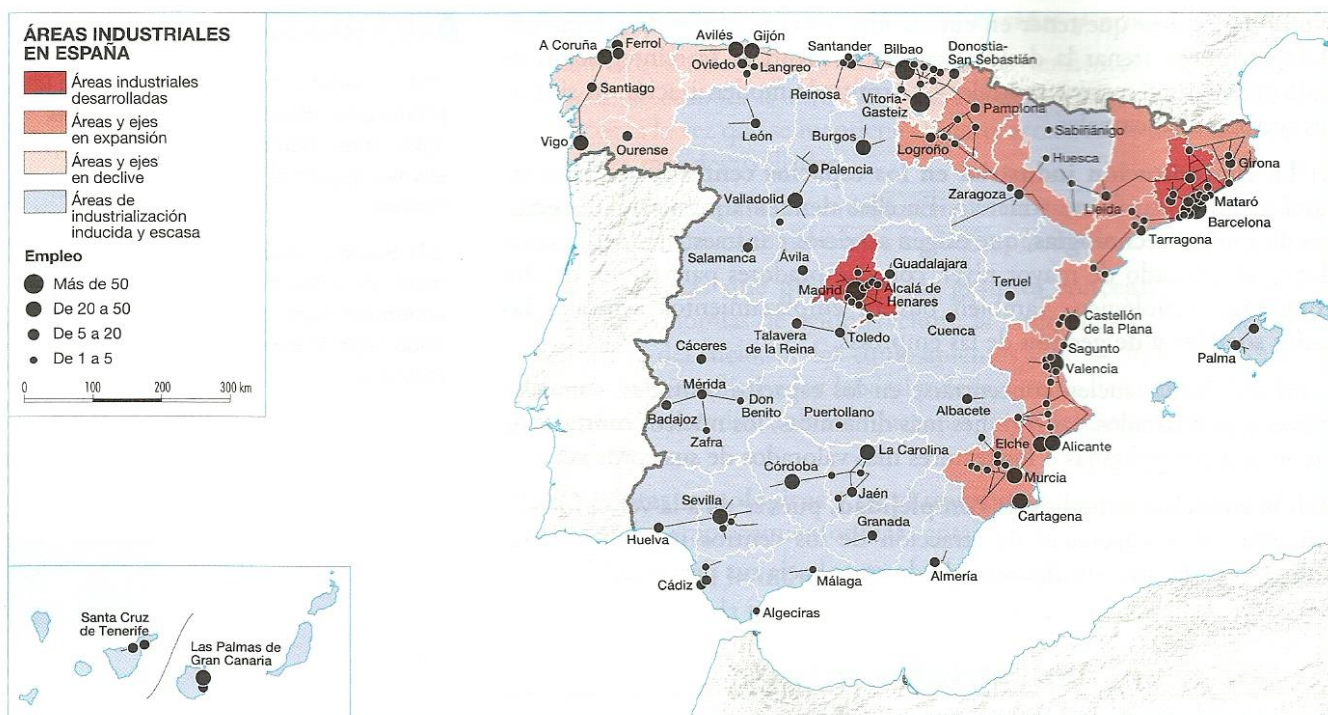 ÁREAS INDUSTRIALES
EN ESPAÑA
Áreas industriales
desarrolladas
Áreas y ejes
en expansión
Áreas y ejes
en declive
Áreas de
industrialización
inducida y escasa
Empleo
Más de 50
De 20 a 50
De 5 a 20
De 1 a 5
0 100 200 300 km
A Coruña
Ferrol
Santiago
Vigo
Ourense
Avilés
Gijón
Oviedo
Langreo
Santander
Reinosa
Bilbao
Donostia-
San Sebastián
Vitoria-
Gasteiz
Pamplona
Logroño
León
Burgos
Palencia
Valladolid
Sabiñánigo
Huesca
Zaragoza
Lleida
Girona
Mataró
Barcelona
Tarragona
Salamanca
Ávila
Guadalajara
Madrid
Alcalá de
Henares
Teruel
Talavera
de la Reina
Toledo
Cuenca
Castellón
de la Plana
Sagunto
Valencia
Palma
Cáceres
Mérida
Badajoz
Don
Benito
Zafra
Puertollano
Albacete
Elche
Alicante
Murcia
Cartagena
La Carolina
Córdoba
Jaén
Sevilla
Huelva
Granada
Cádiz
Málaga
Almería
Algeciras
Santa Cruz
de Tenerife
Las Palmas de
Gran Canaria